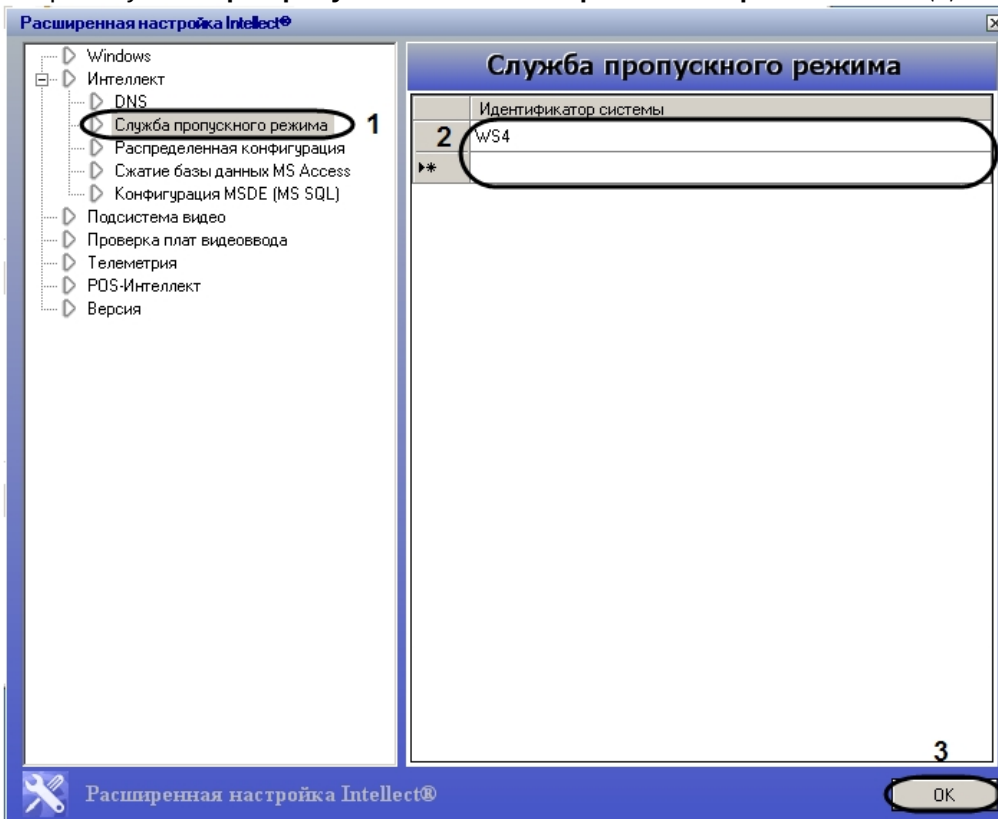 Расширенная настройка Intellect®
Windows
Интеллект
DNS
Служба пропускного режима 1
Распределенная конфигурация
Сжатие базы данных MS Access
Конфигурация MSDE (MS SQL)
Подсистема видео
Проверка плат видеоввода
Телеметрия
POS-Интеллект
Версия
Служба пропускного режима
Идентификатор системы
2 WS4
3
Расширенная настройка Intellect®
OK